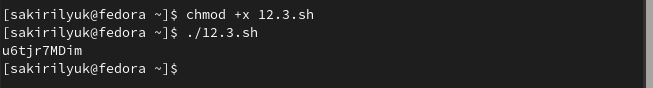 [sakirilyuk@fedora ~]$ chmod +x 12.3.sh
[sakirilyuk@fedora ~]$ ./12.3.sh
u6tjr7MDim
[sakirilyuk@fedora ~]$